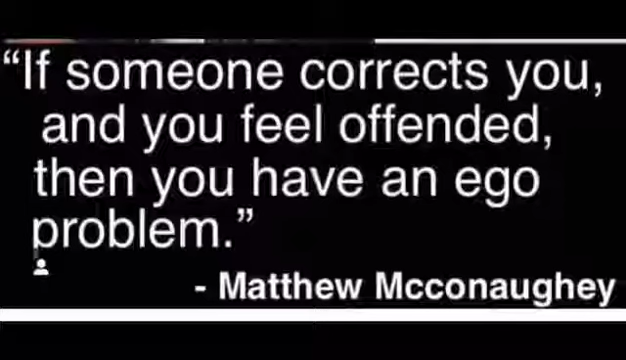 “If someone corrects you,
and you feel offended,
then you have an ego
problem.”
- Matthew Mcconaughey